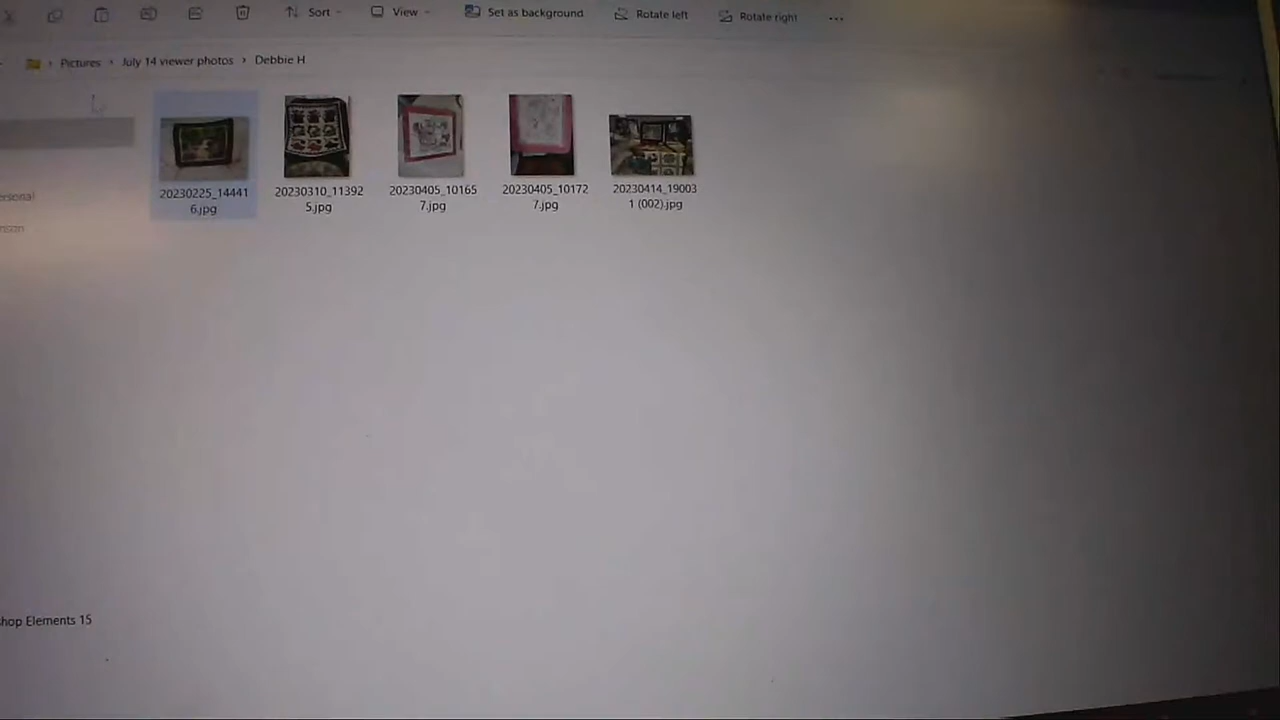 Sort
View
Set as background
Rotate left
Rotate right
...
Pictures > July 14 viewer photos > Debbie H
ersonal
20230225_14441
6.jpg
20230310_11392
5.jpg
20230405_10165
7.jpg
20230405_10172
7.jpg
20230414_19003
1 (002).jpg
hop Elements 15